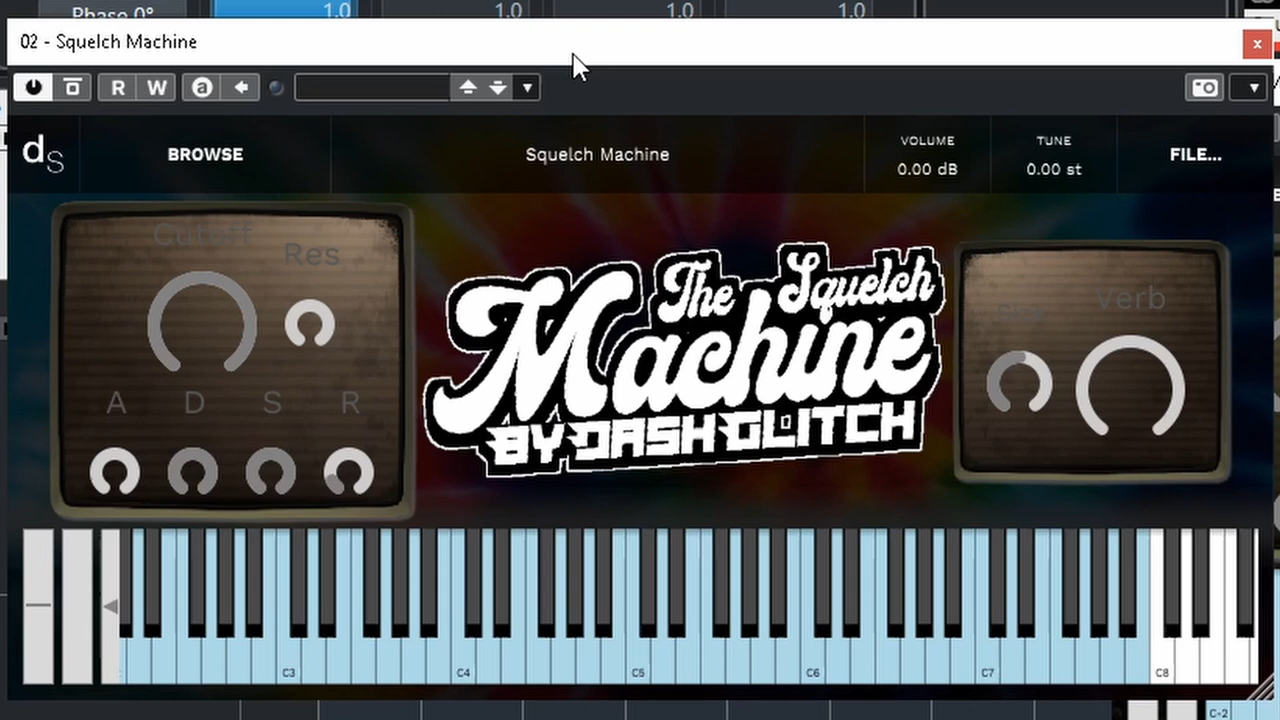 Phase 0° 1.0 1.0 1.0 1.0
02 - Squelch Machine x
R W a
dS BROWSE Squelch Machine VOLUME 0.00 dB TUNE 0.00 st FILE...
Cutoff
Res
A D S R
The Squelch
Machine
BY DASH GLITCH
Verb
C3 C4 C5 C6 C7 C8
C-2